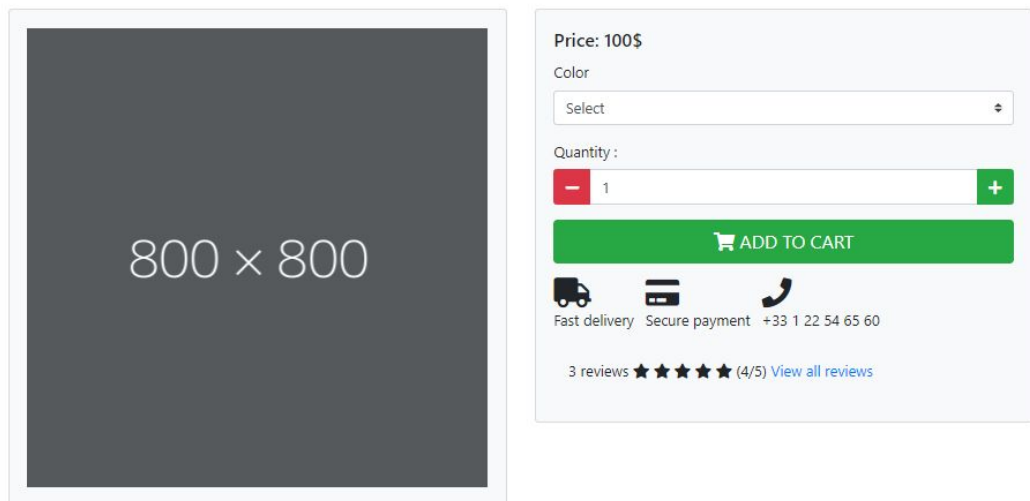 800 × 800
Price: 100$
Color
Select
Quantity :
1
ADD TO CART
Fast delivery Secure payment +33 1 22 54 65 60
3 reviews (4/5) View all reviews